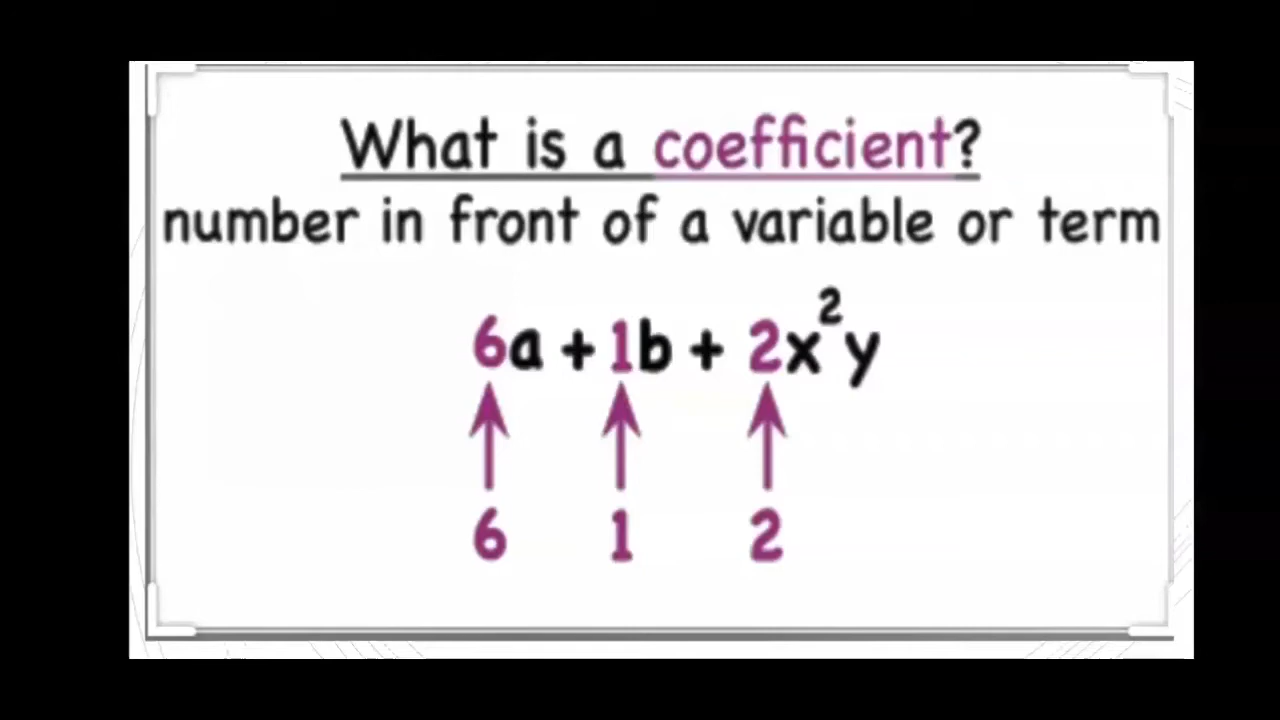 What is a coefficient?
number in front of a variable or term
6a + 1b + 2x²y
6 1 2